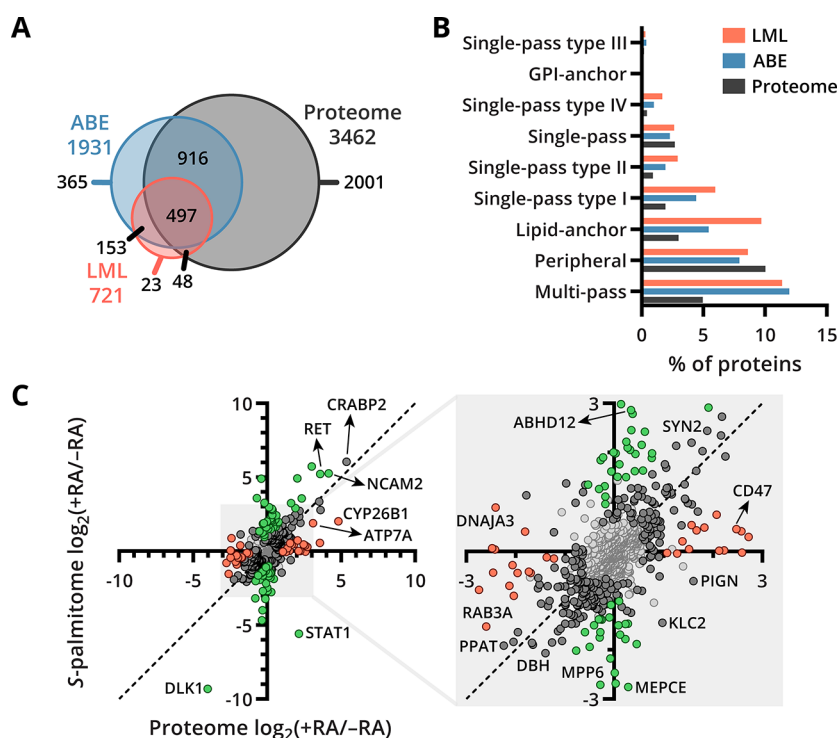 A
ABE
1931
Proteome
3462
916
365
2001
497
153
LML
721
23
48
B
LML
ABE
Proteome
Single-pass type III
GPI-anchor
Single-pass type IV
Single-pass
Single-pass type II
Single-pass type I
Lipid-anchor
Peripheral
Multi-pass
0
5
10
15
% of proteins
C
S-palmitome log2(+RA/–RA)
10
5
-5
-10
-10
-5
5
10
CRABP2
RET
NCAM2
CYP26B1
ATP7A
STAT1
DLK1
Proteome log2(+RA/–RA)
3
-3
-3
3
ABHD12
SYN2
CD47
DNAJA3
PIGN
RAB3A
KLC2
PPAT
DBH
MPP6
MEPCE